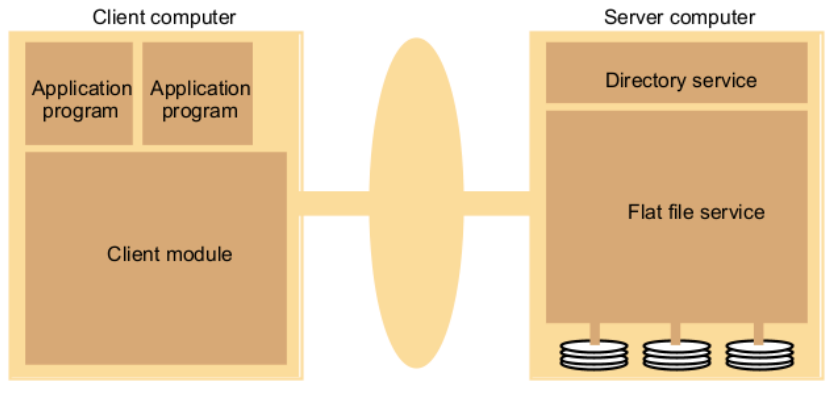 Client computer
Server computer
Application
program
Application
program
Directory service
Flat file service
Client module